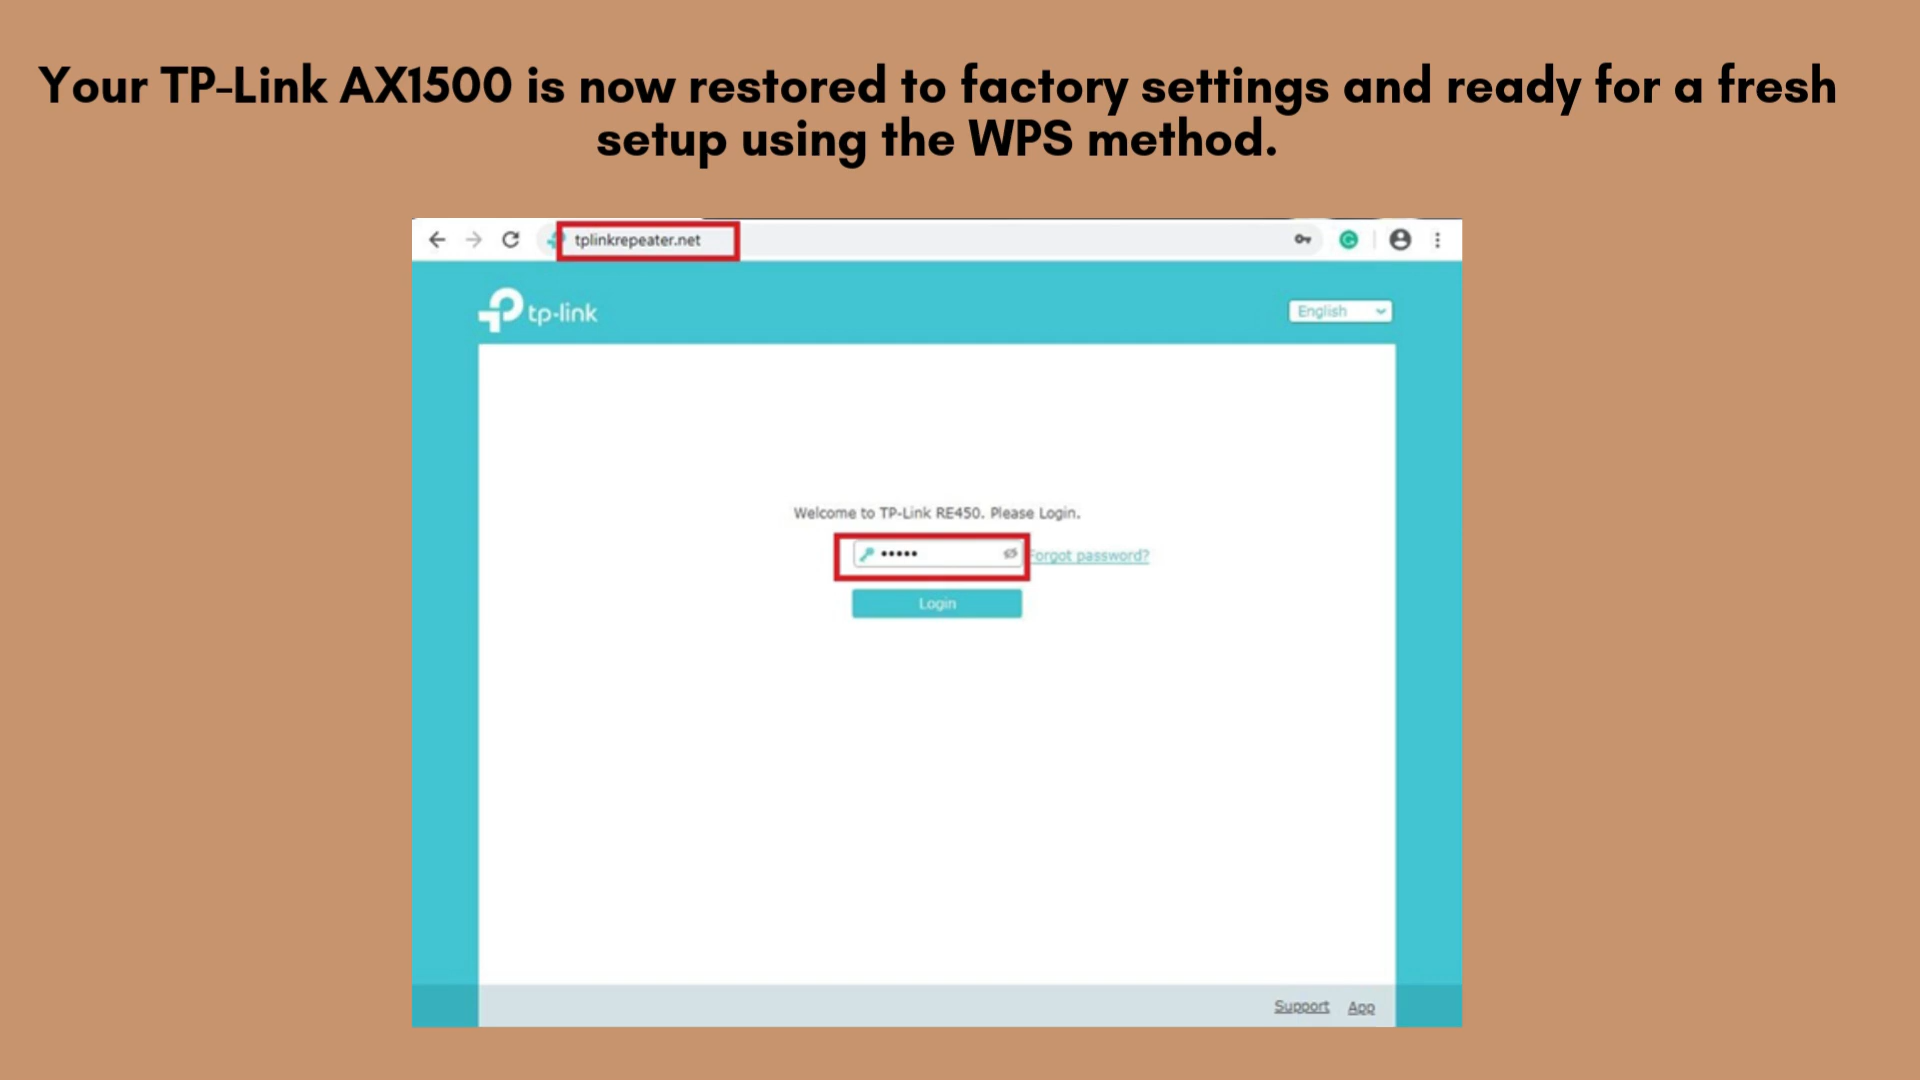 Your TP-Link AX1500 is now restored to factory settings and ready for a fresh
setup using the WPS method.
tplinkrepeater.net
tp-link
English
Welcome to TP-Link RE450. Please Login.
••••• Forgot password?
Login
Support App